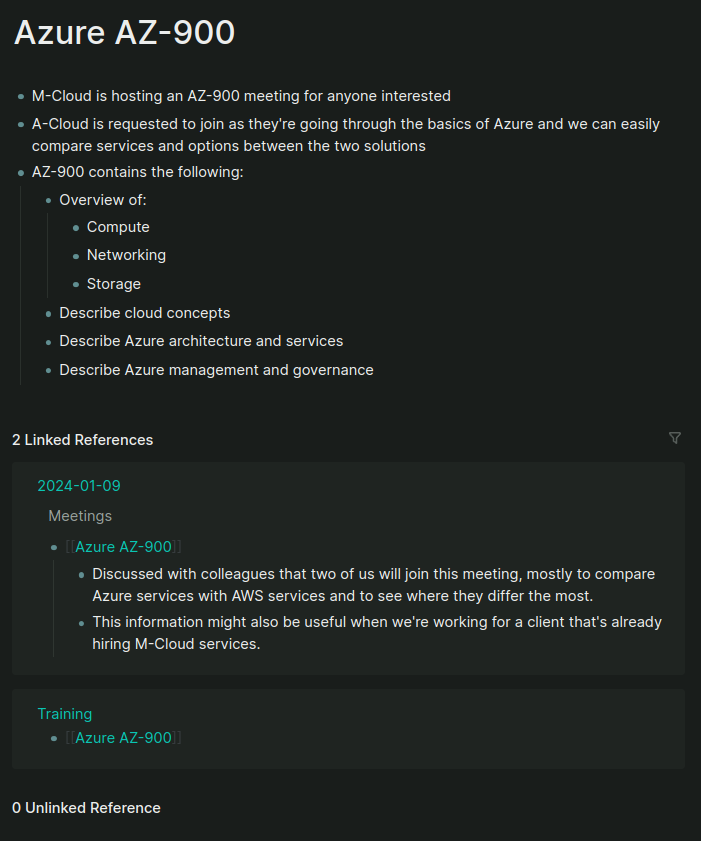 Azure AZ-900
M-Cloud is hosting an AZ-900 meeting for anyone interested
A-Cloud is requested to join as they're going through the basics of Azure and we can easily
compare services and options between the two solutions
AZ-900 contains the following:
Overview of:
Compute
Networking
Storage
Describe cloud concepts
Describe Azure architecture and services
Describe Azure management and governance
2 Linked References
2024-01-09
Meetings
[[Azure AZ-900]]
Discussed with colleagues that two of us will join this meeting, mostly to compare
Azure services with AWS services and to see where they differ the most.
This information might also be useful when we're working for a client that's already
hiring M-Cloud services.
Training
[[Azure AZ-900]]
0 Unlinked Reference